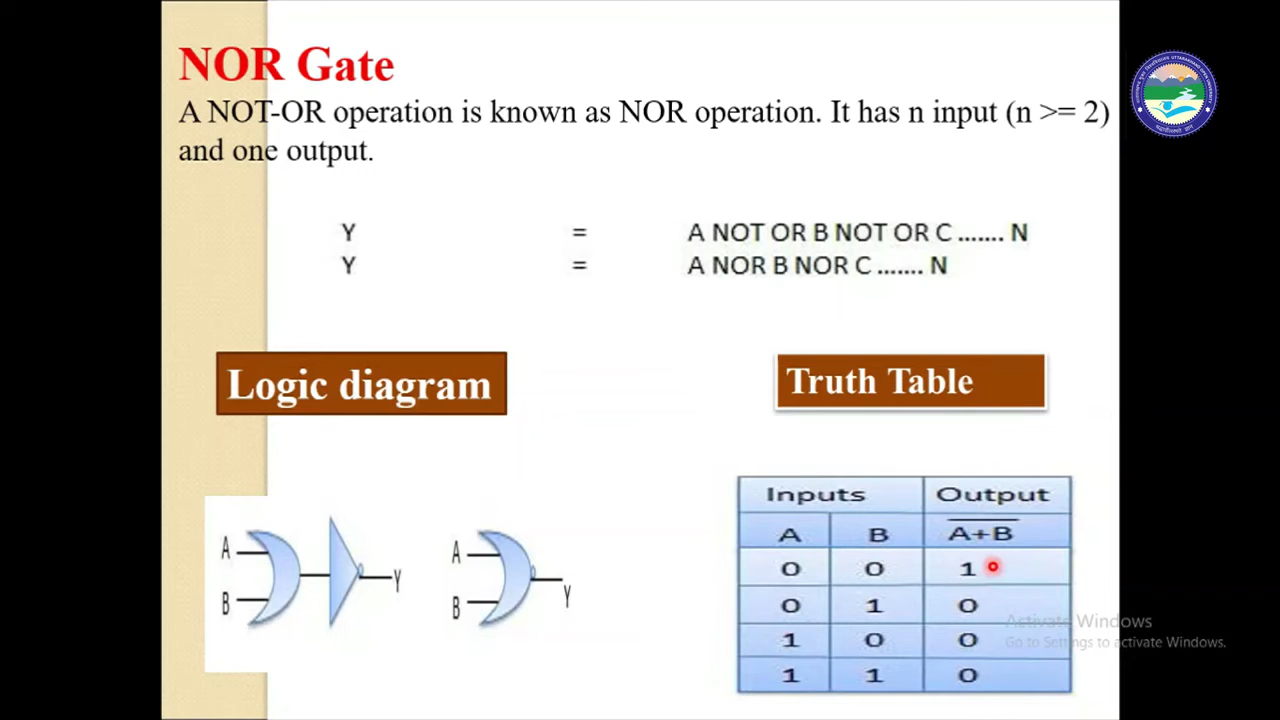 NOR Gate
A NOT-OR operation is known as NOR operation. It has n input (n >= 2)
and one output.
Y = A NOT OR B NOT OR C ....... N
Y = A NOR B NOR C ....... N
Logic diagram
Truth Table
A
B
Y
A
B
Y
Inputs Output
A B A+B
0 0 1
0 1 0
1 0 0
1 1 0
Activate Windows
Go to Settings to activate Windows.